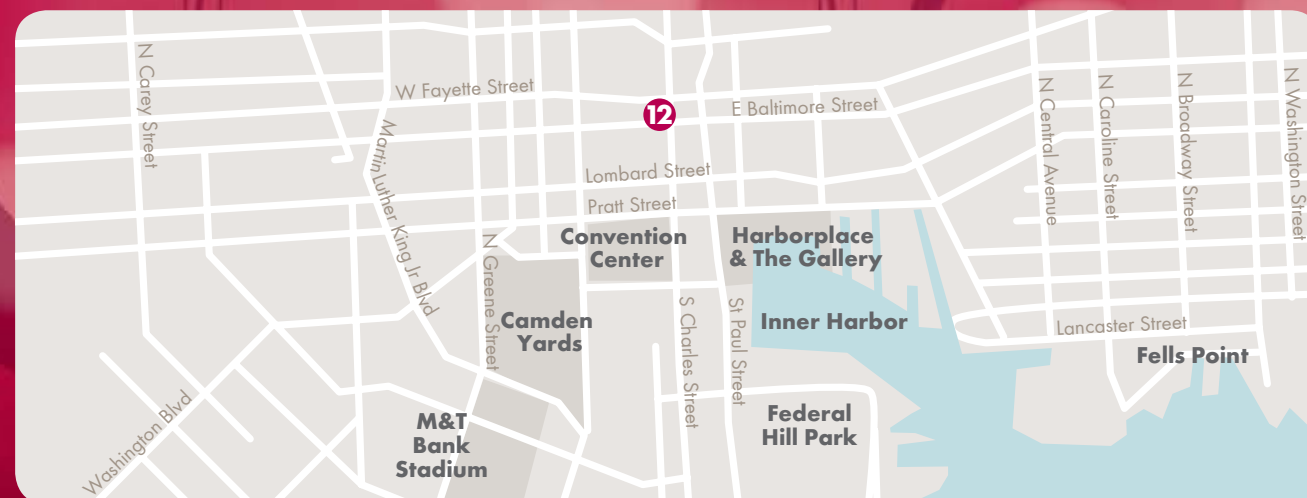 N Carey Street
W Fayette Street
12
E Baltimore Street
Martin Luther King Jr Blvd
Lombard Street
Pratt Street
N Central Avenue
N Caroline Street
N Broadway Street
N Washington Street
Convention
Center
Harborplace
& The Gallery
N Greene Street
Camden
Yards
S Charles Street
St Paul Street
Inner Harbor
Lancaster Street
Fells Point
Washington Blvd
M&T
Bank
Stadium
Federal
Hill Park